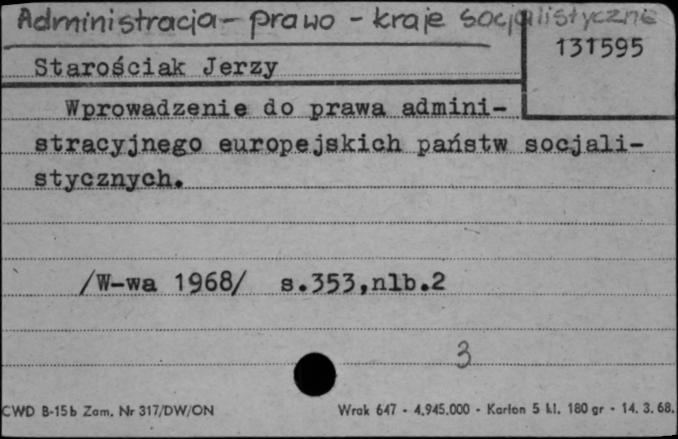 Administracja - prawo - kraje socjalistyczne
131595
Starościak Jerzy
Wprowadzenie do prawa admini-
stracyjnego europejskich państw socjali-
stycznych.
/W-wa 1968/ s.353,nlb.2
3
CWD B-15b Zam. Nr 317/DW/ON Wrak 647 - 4.945.000 - Karton 5 kl. 180 gr - 14. 3. 68.